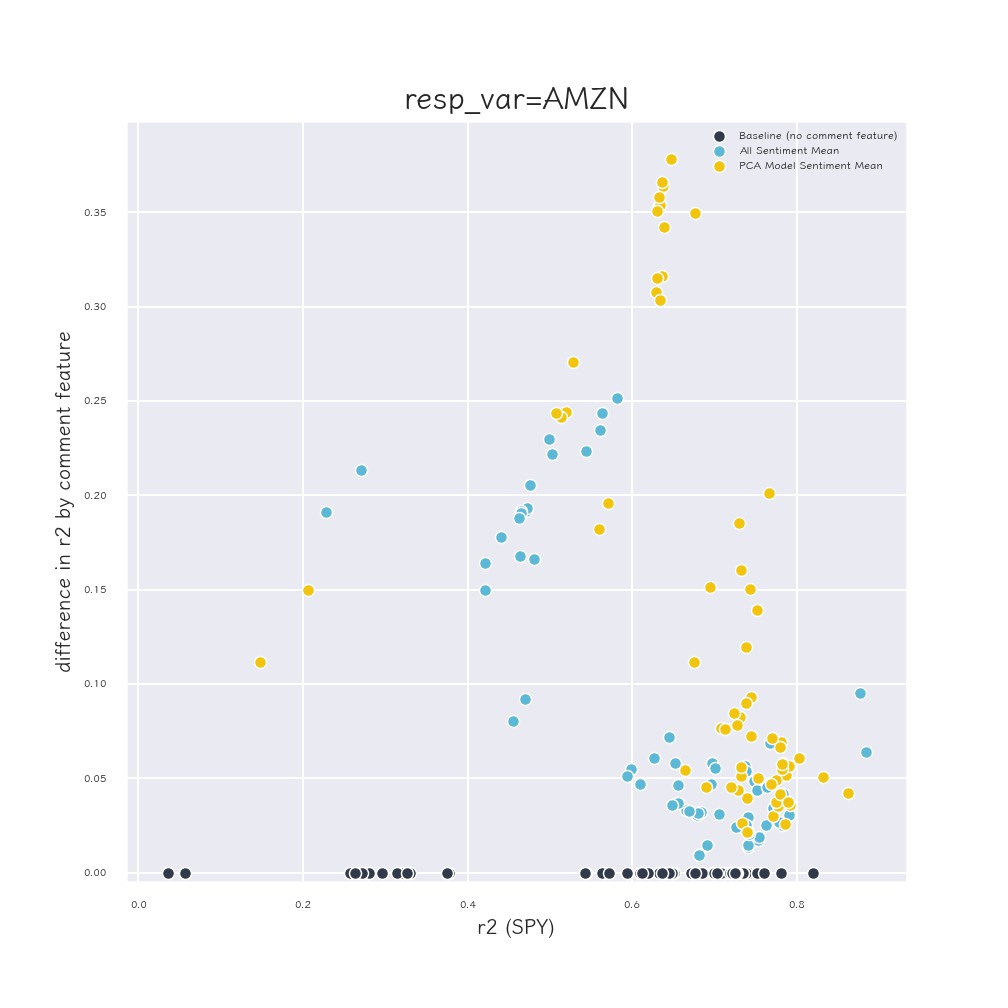 resp_var=AMZN
Baseline (no comment feature)
All Sentiment Mean
PCA Model Sentiment Mean
difference in r2 by comment feature
0.35
0.30
0.25
0.20
0.15
0.10
0.05
0.00
0.0 0.2 0.4 0.6 0.8
r2 (SPY)